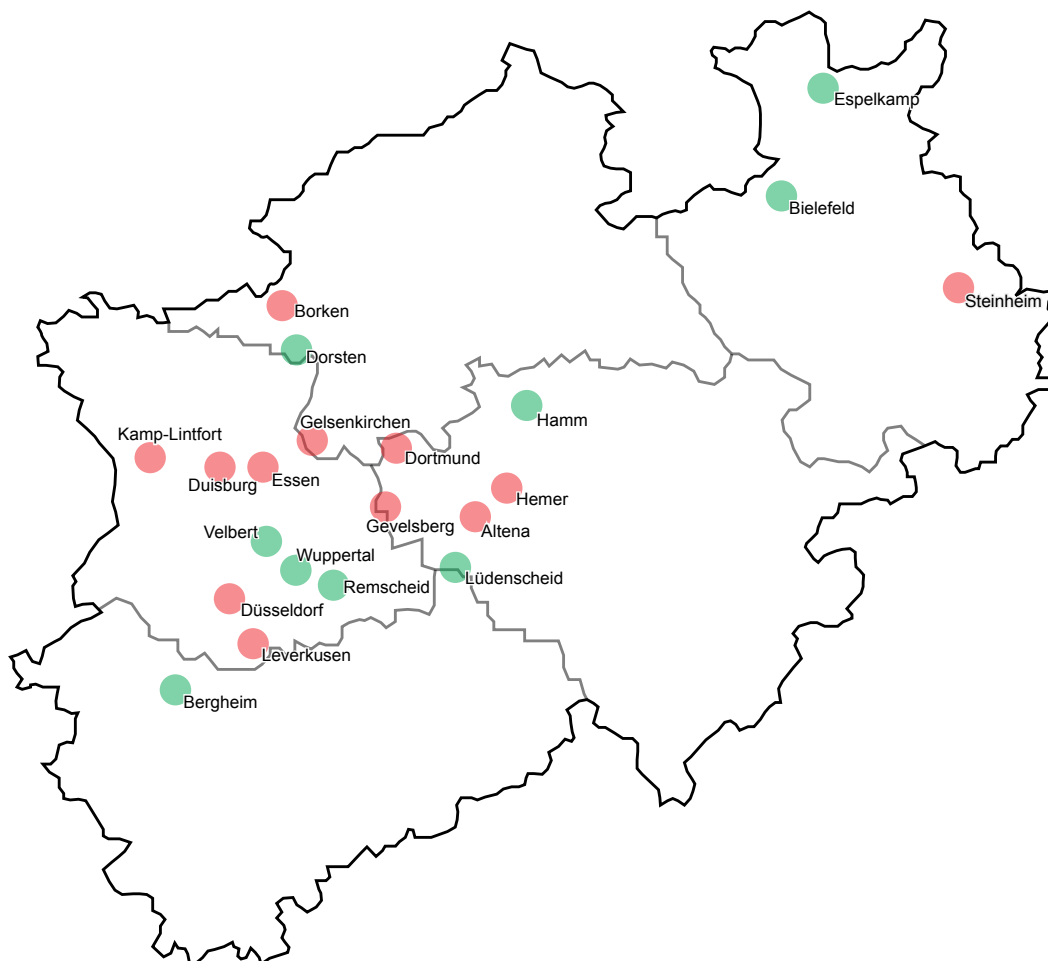 Espelkamp
Bielefeld
Steinheim
Borken
Dorsten
Hamm
Gelsenkirchen
Kamp-Lintfort
Dortmund
Duisburg
Essen
Hemer
Gevelsberg
Altena
Velbert
Wuppertal
Remscheid
Lüdenscheid
Düsseldorf
Leverkusen
Bergheim